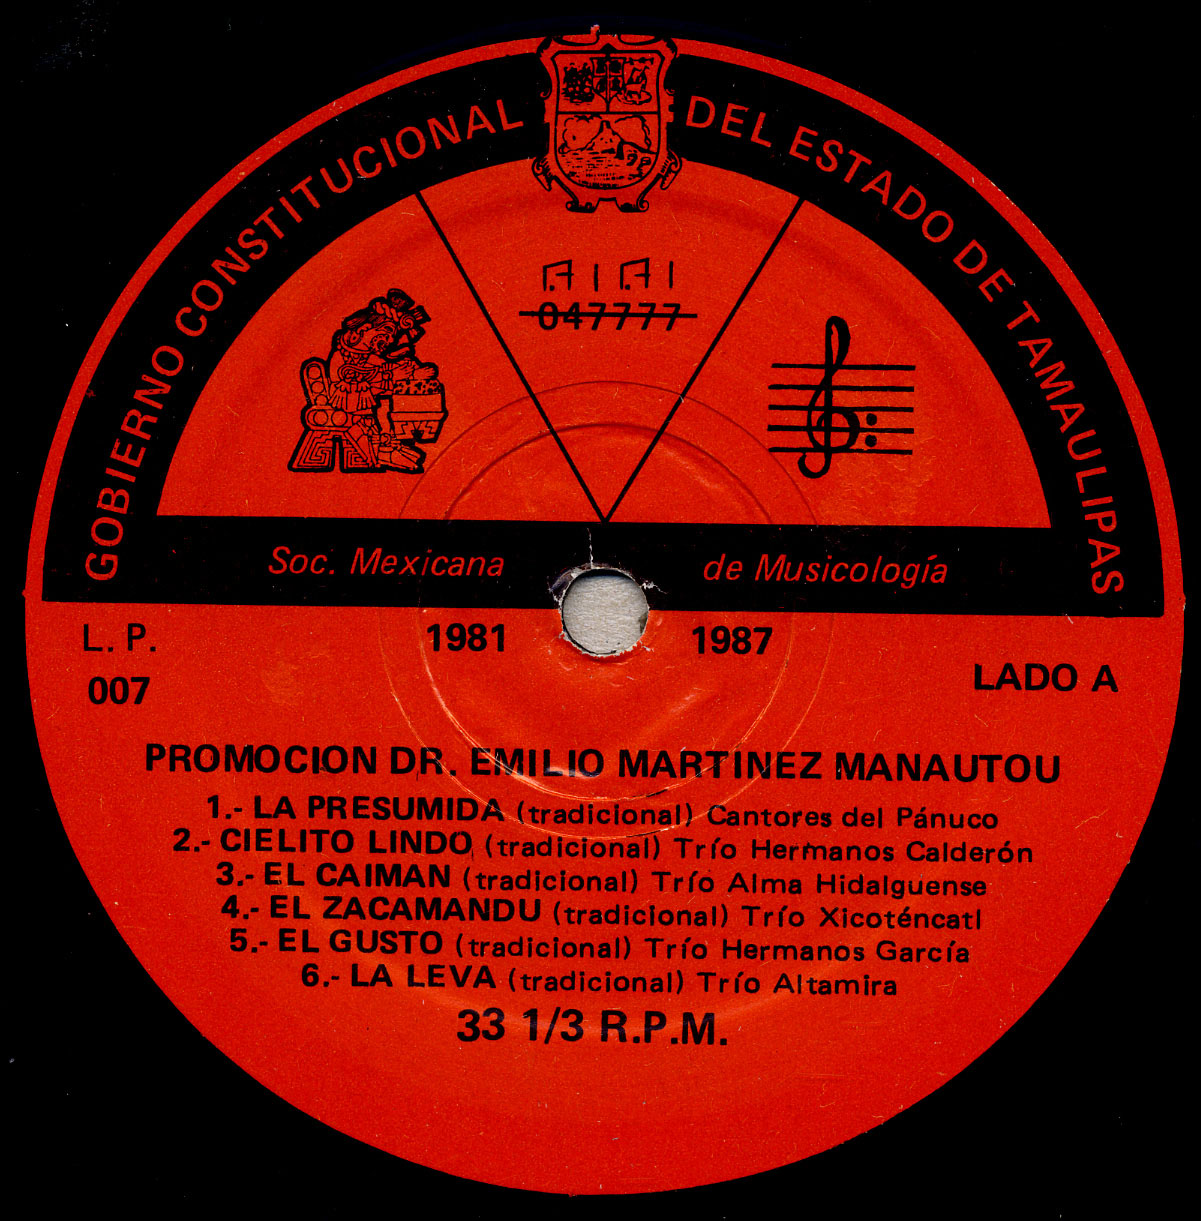 GOBIERNO CONSTITUCIONAL DEL ESTADO DE TAMAULIPAS
047777
Soc. Mexicana de Musicología
L. P. 1981 1987
007 LADO A
PROMOCION DR. EMILIO MARTINEZ MANAUTOU
1.- LA PRESUMIDA (tradicional) Cantores del Pánuco
2.- CIELITO LINDO (tradicional) Trío Hermanos Calderón
3.- EL CAIMAN (tradicional) Trío Alma Hidalguense
4.- EL ZACAMANDU (tradicional) Trío Xicoténcatl
5.- EL GUSTO (tradicional) Trío Hermanos García
6.- LA LEVA (tradicional) Trío Altamira
33 1/3 R.P.M.